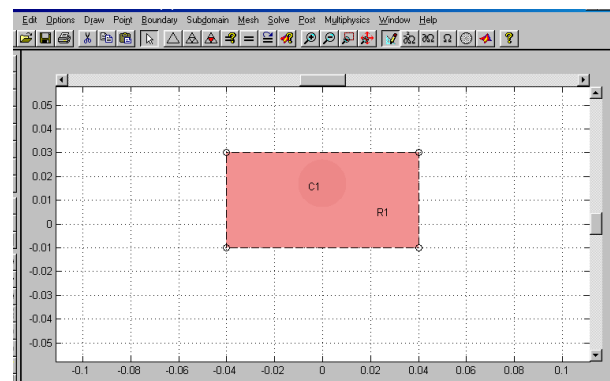 Edit Options Draw Point Boundary Subdomain Mesh Solve Post Multiphysics Window Help
0.05
0.04
0.03
0.02
0.01
0
-0.01
-0.02
-0.03
-0.04
-0.05
C1
R1
-0.1 -0.08 -0.06 -0.04 -0.02 0 0.02 0.04 0.06 0.08 0.1